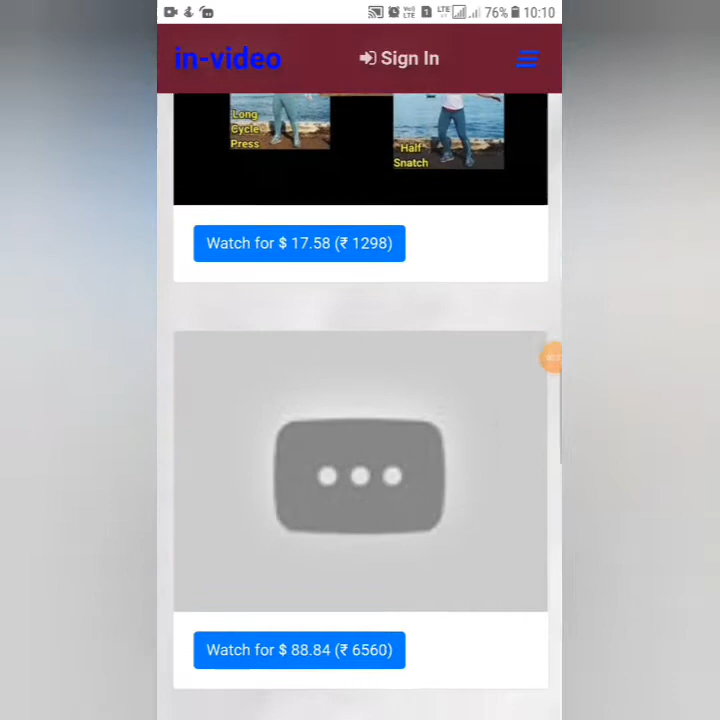 LTE 76% 10:10
in-video
Sign In
Long
Cycle
Press
Half
Snatch
Watch for $ 17.58 (₹ 1298)
Watch for $ 88.84 (₹ 6560)